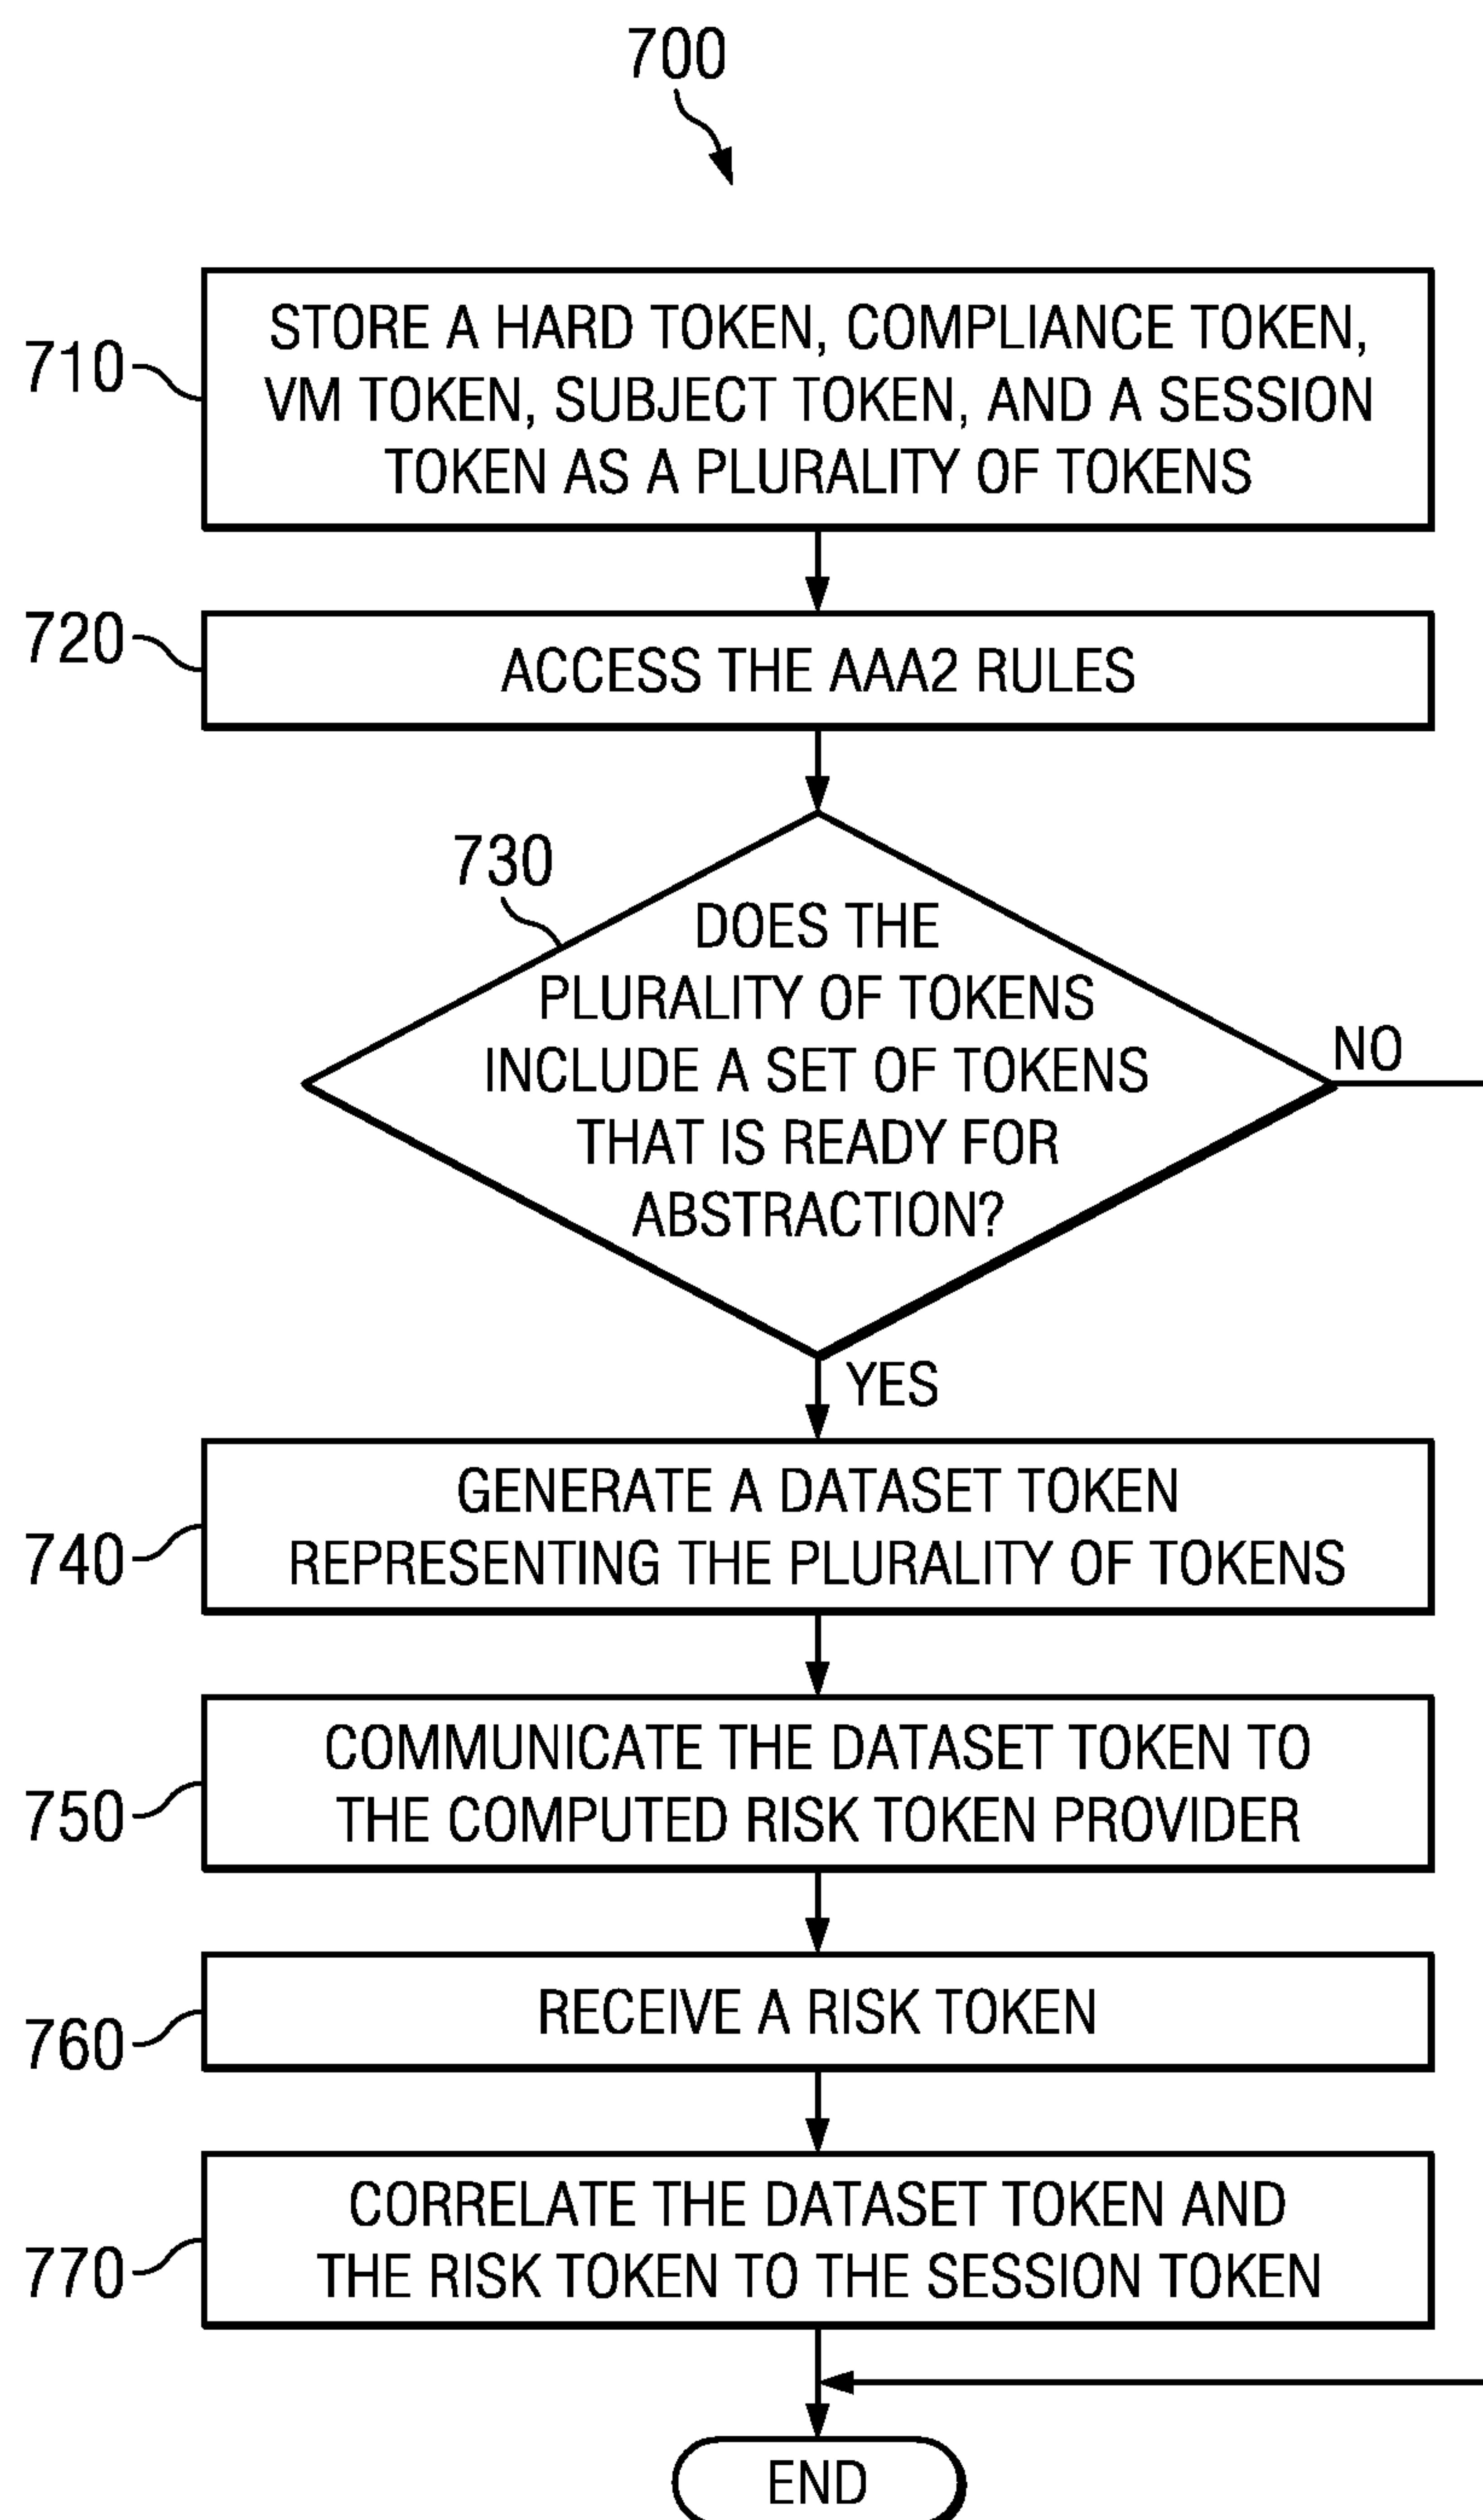 700
710
STORE A HARD TOKEN, COMPLIANCE TOKEN,
VM TOKEN, SUBJECT TOKEN, AND A SESSION
TOKEN AS A PLURALITY OF TOKENS
720
ACCESS THE AAA2 RULES
730
DOES THE
PLURALITY OF TOKENS
INCLUDE A SET OF TOKENS
THAT IS READY FOR
ABSTRACTION?
NO
YES
740
GENERATE A DATASET TOKEN
REPRESENTING THE PLURALITY OF TOKENS
750
COMMUNICATE THE DATASET TOKEN TO
THE COMPUTED RISK TOKEN PROVIDER
760
RECEIVE A RISK TOKEN
770
CORRELATE THE DATASET TOKEN AND
THE RISK TOKEN TO THE SESSION TOKEN
END